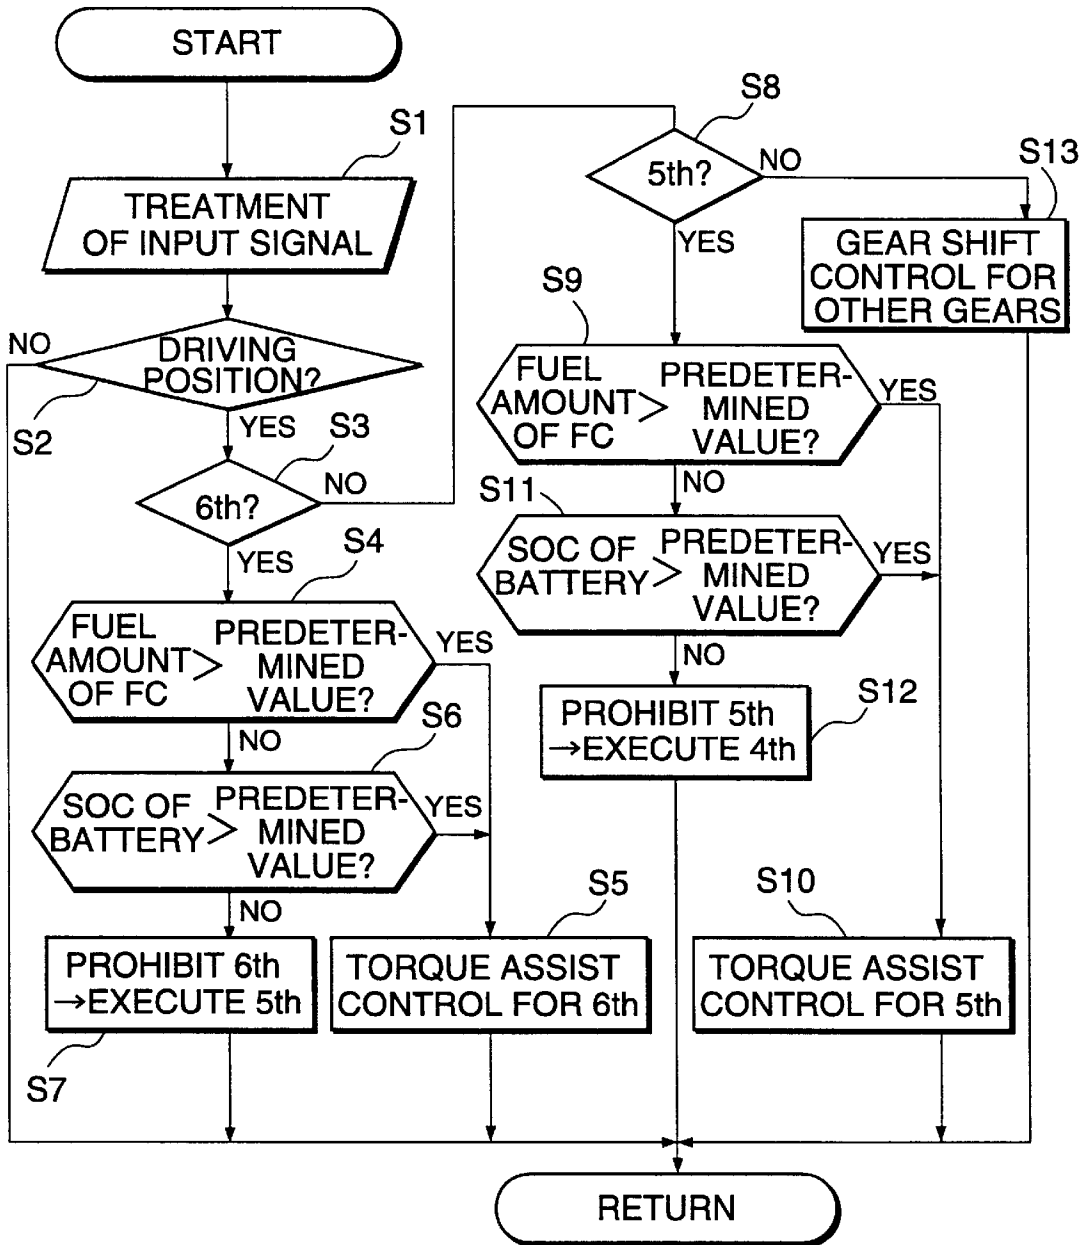 START
S1
TREATMENT
OF INPUT SIGNAL
NO
DRIVING
POSITION?
S2
YES
S3
6th?
NO
YES
S4
FUEL
AMOUNT
OF FC
>
PREDETER-
MINED
VALUE?
YES
NO
S6
SOC OF
BATTERY
>
PREDETER-
MINED
VALUE?
YES
NO
PROHIBIT 6th
→EXECUTE 5th
S7
S5
TORQUE ASSIST
CONTROL FOR 6th
S8
5th?
NO
S13
GEAR SHIFT
CONTROL FOR
OTHER GEARS
YES
S9
FUEL
AMOUNT
OF FC
>
PREDETER-
MINED
VALUE?
YES
NO
S11
SOC OF
BATTERY
>
PREDETER-
MINED
VALUE?
YES
NO
S12
PROHIBIT 5th
→EXECUTE 4th
S10
TORQUE ASSIST
CONTROL FOR 5th
RETURN